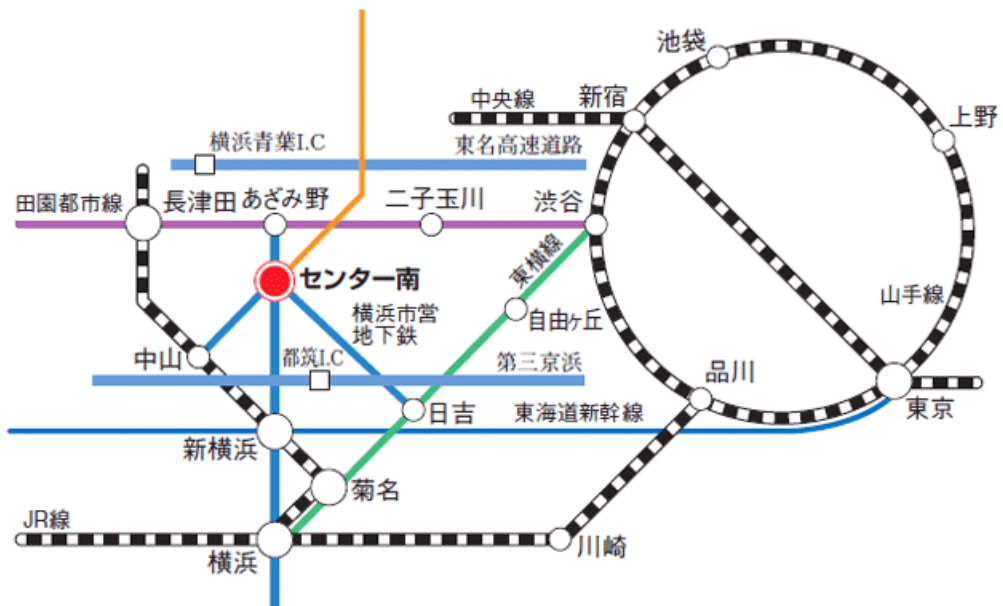 池袋
中央線
新宿
上野
横浜青葉I.C
東名高速道路
田園都市線
長津田
あざみ野
二子玉川
渋谷
東横線
センター南
山手線
横浜市営
地下鉄
自由ヶ丘
中山
都筑I.C
第三京浜
品川
東京
日吉
東海道新幹線
新横浜
菊名
JR線
横浜
川崎